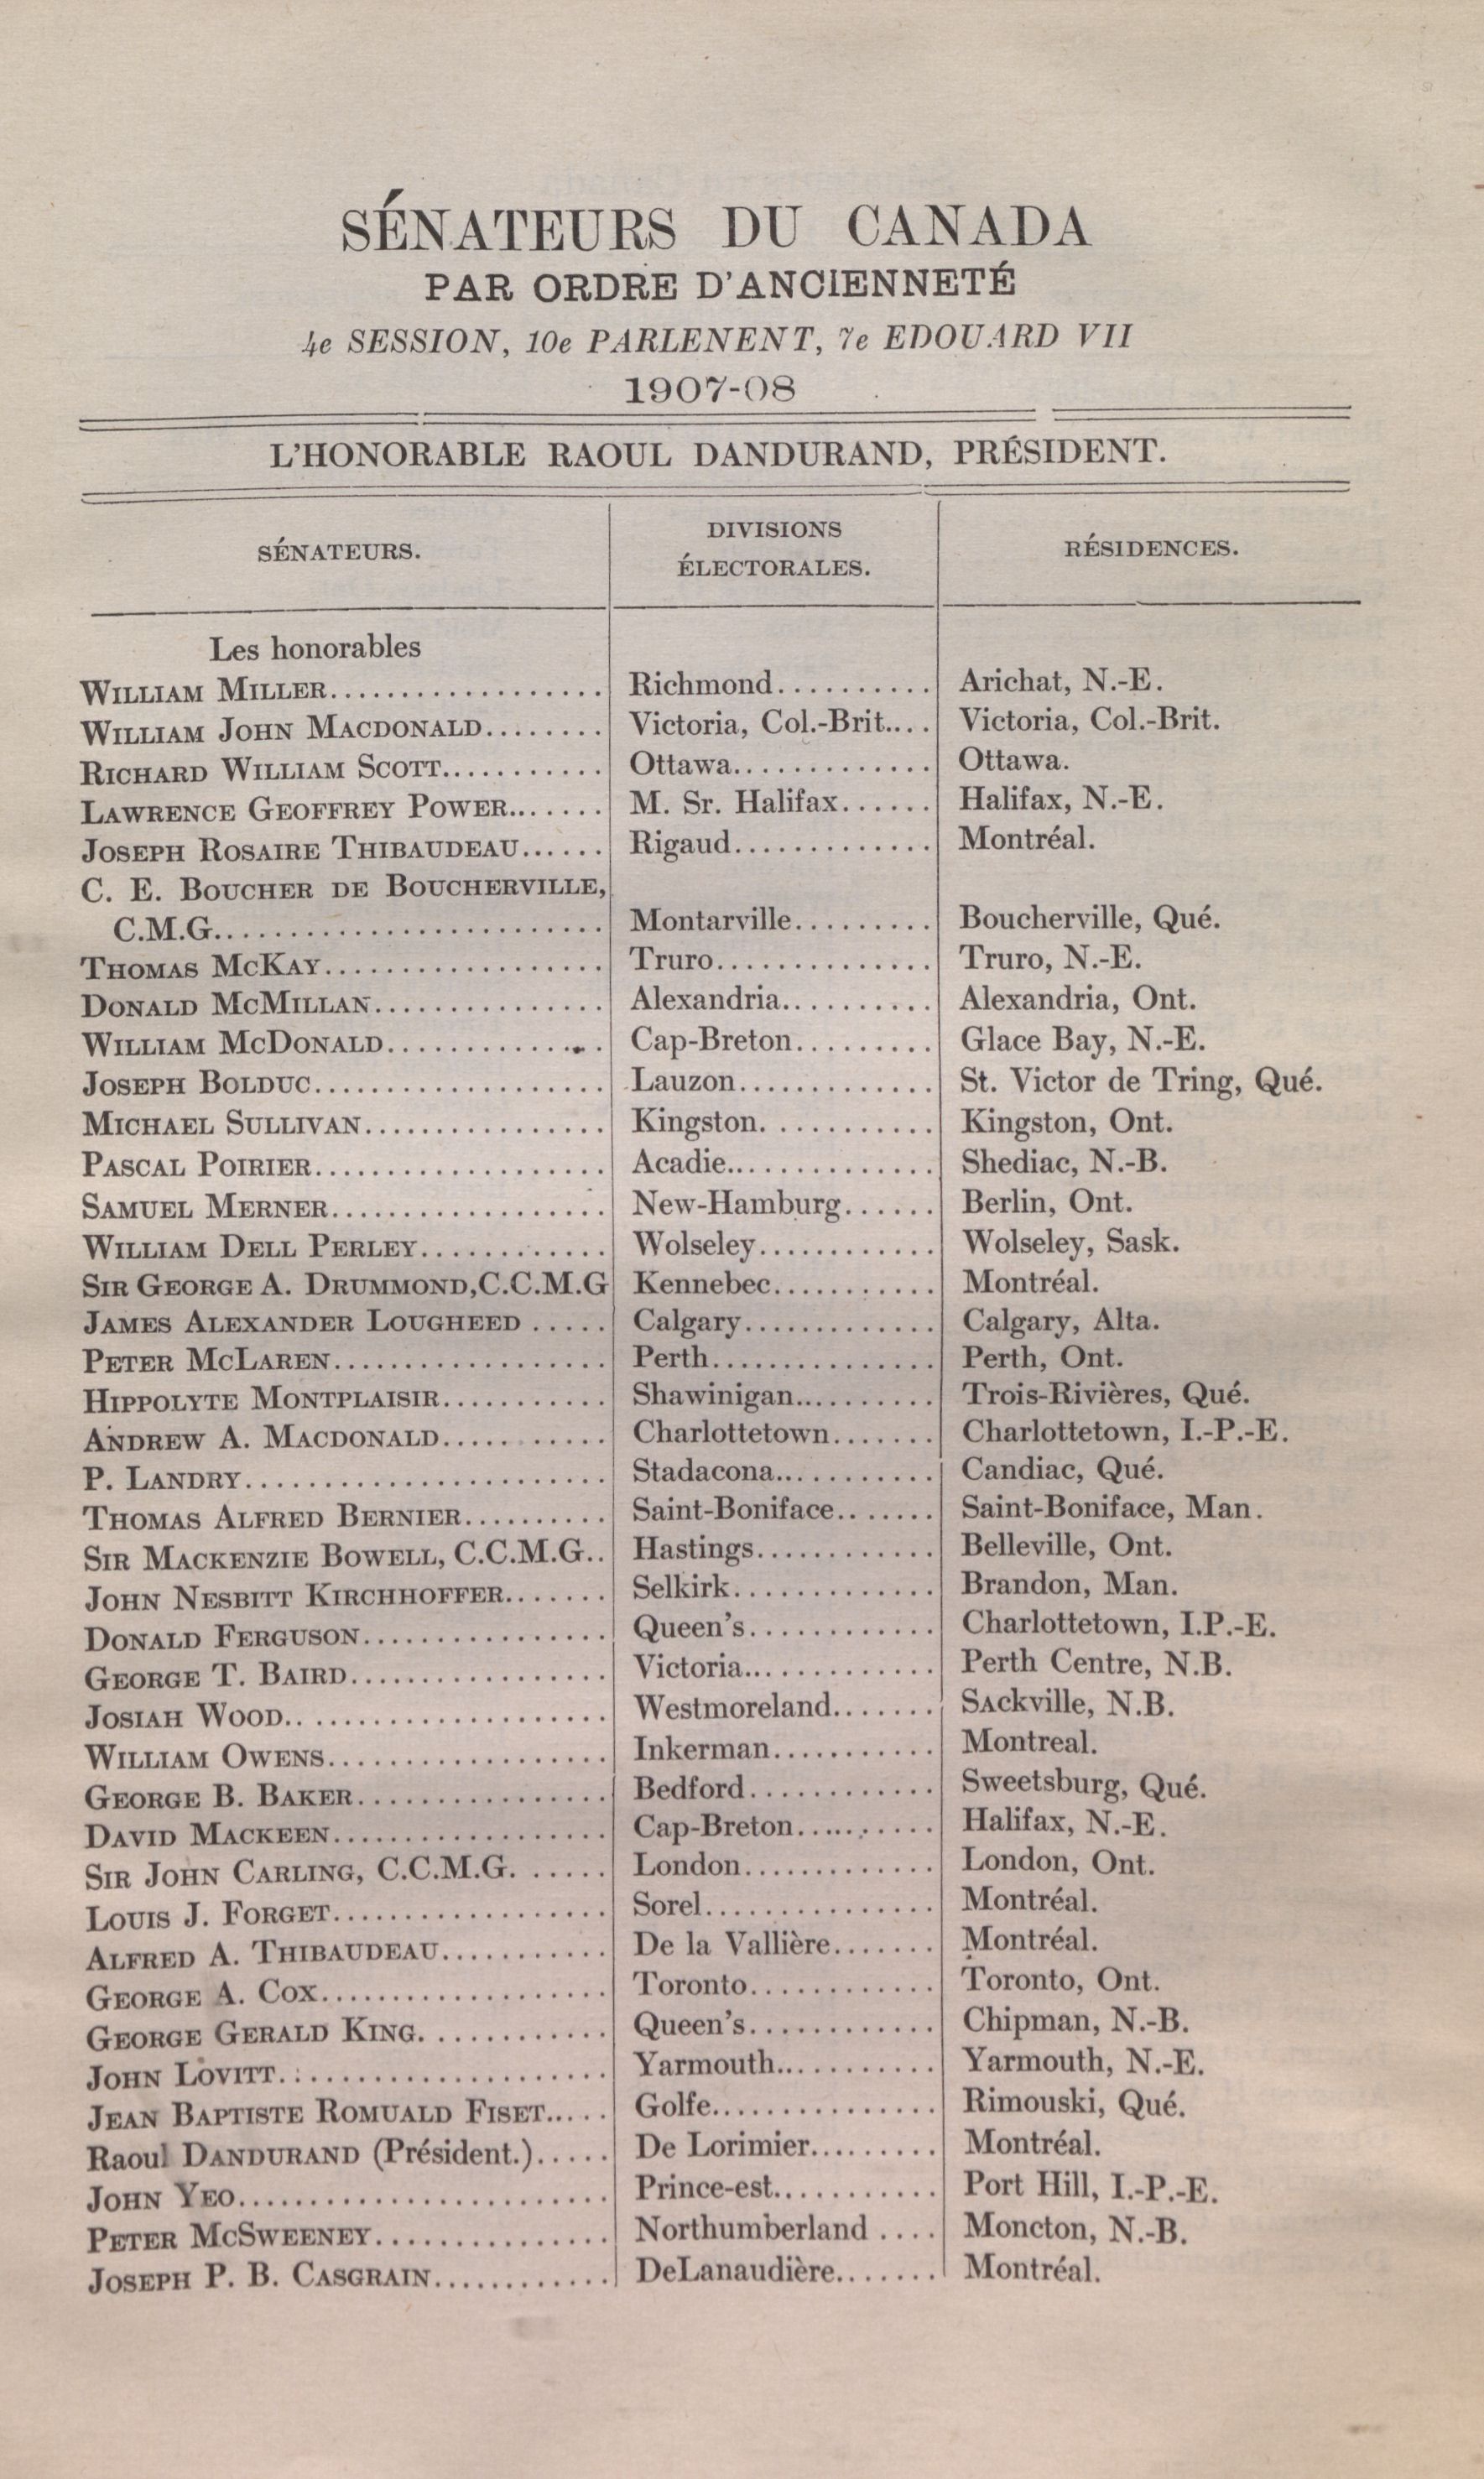 SÉNATEURS DU CANADA
PAR ORDRE D'ANCIENNETÉ
4e SESSION, 10e PARLENENT, 7e EDOUARD VII
1907-08
L'HONORABLE RAOUL DANDURAND, PRÉSIDENT.
SÉNATEURS. DIVISIONS ÉLECTORALES. RÉSIDENCES.
Les honorables
WILLIAM MILLER.................. Richmond........... Arichat, N.-E.
WILLIAM JOHN MACDONALD........ Victoria, Col.-Brit.... Victoria, Col.-Brit.
RICHARD WILLIAM SCOTT........... Ottawa.............. Ottawa.
LAWRENCE GEOFFREY POWER....... M. Sr. Halifax...... Halifax, N.-E.
JOSEPH ROSAIRE THIBAUDEAU...... Rigaud.............. Montréal.
C. E. BOUCHER DE BOUCHERVILLE,
C.M.G........................... Montarville.......... Boucherville, Qué.
THOMAS MCKAY................... Truro............... Truro, N.-E.
DONALD MCMILLAN................ Alexandria........... Alexandria, Ont.
WILLIAM MCDONALD............... Cap-Breton.......... Glace Bay, N.-E.
JOSEPH BOLDUC.................... Lauzon.............. St. Victor de Tring, Qué.
MICHAEL SULLIVAN................. Kingston............ Kingston, Ont.
PASCAL POIRIER.................... Acadie............... Shediac, N.-B.
SAMUEL MERNER................... New-Hamburg...... Berlin, Ont.
WILLIAM DELL PERLEY............. Wolseley............ Wolseley, Sask.
SIR GEORGE A. DRUMMOND,C.C.M.G Kennebec........... Montréal.
JAMES ALEXANDER LOUGHEED ..... Calgary............. Calgary, Alta.
PETER MCLAREN................... Perth................ Perth, Ont.
HIPPOLYTE MONTPLAISIR........... Shawinigan.......... Trois-Rivières, Qué.
ANDREW A. MACDONALD........... Charlottetown....... Charlottetown, I.-P.-E.
P. LANDRY......................... Stadacona........... Candiac, Qué.
THOMAS ALFRED BERNIER.......... Saint-Boniface....... Saint-Boniface, Man.
SIR MACKENZIE BOWELL, C.C.M.G.. Hastings............ Belleville, Ont.
JOHN NESBITT KIRCHHOFFER....... Selkirk.............. Brandon, Man.
DONALD FERGUSON................. Queen's............. Charlottetown, I.P.-E.
GEORGE T. BAIRD.................. Victoria............. Perth Centre, N.B.
JOSIAH WOOD...................... Westmoreland....... SACkville, N.B.
WILLIAM OWENS................... Inkerman........... Montreal.
GEORGE B. BAKER................. Bedford............. Sweetsburg, Qué.
DAVID MACKEEN................... Cap-Breton.......... Halifax, N.-E.
SIR JOHN CARLING, C.C.M.G. ...... London............. London, Ont.
LOUIS J. FORGET................... Sorel................ Montréal.
ALFRED A. THIBAUDEAU........... De la Vallière....... Montréal.
GEORGE A. COX.................... Toronto............. Toronto, Ont.
GEORGE GERALD KING............. Queen's............. Chipman, N.-B.
JOHN LOVITT....................... Yarmouth........... Yarmouth, N.-E.
JEAN BAPTISTE ROMUALD FISET..... Golfe................ Rimouski, Qué.
Raoul DANDURAND (Président.)..... De Lorimier......... Montréal.
JOHN YEO.......................... Prince-est........... Port Hill, I.-P.-E.
PETER MCSWEENEY................ Northumberland .... Moncton, N.-B.
JOSEPH P. B. CASGRAIN............ DeLanaudière....... Montréal.